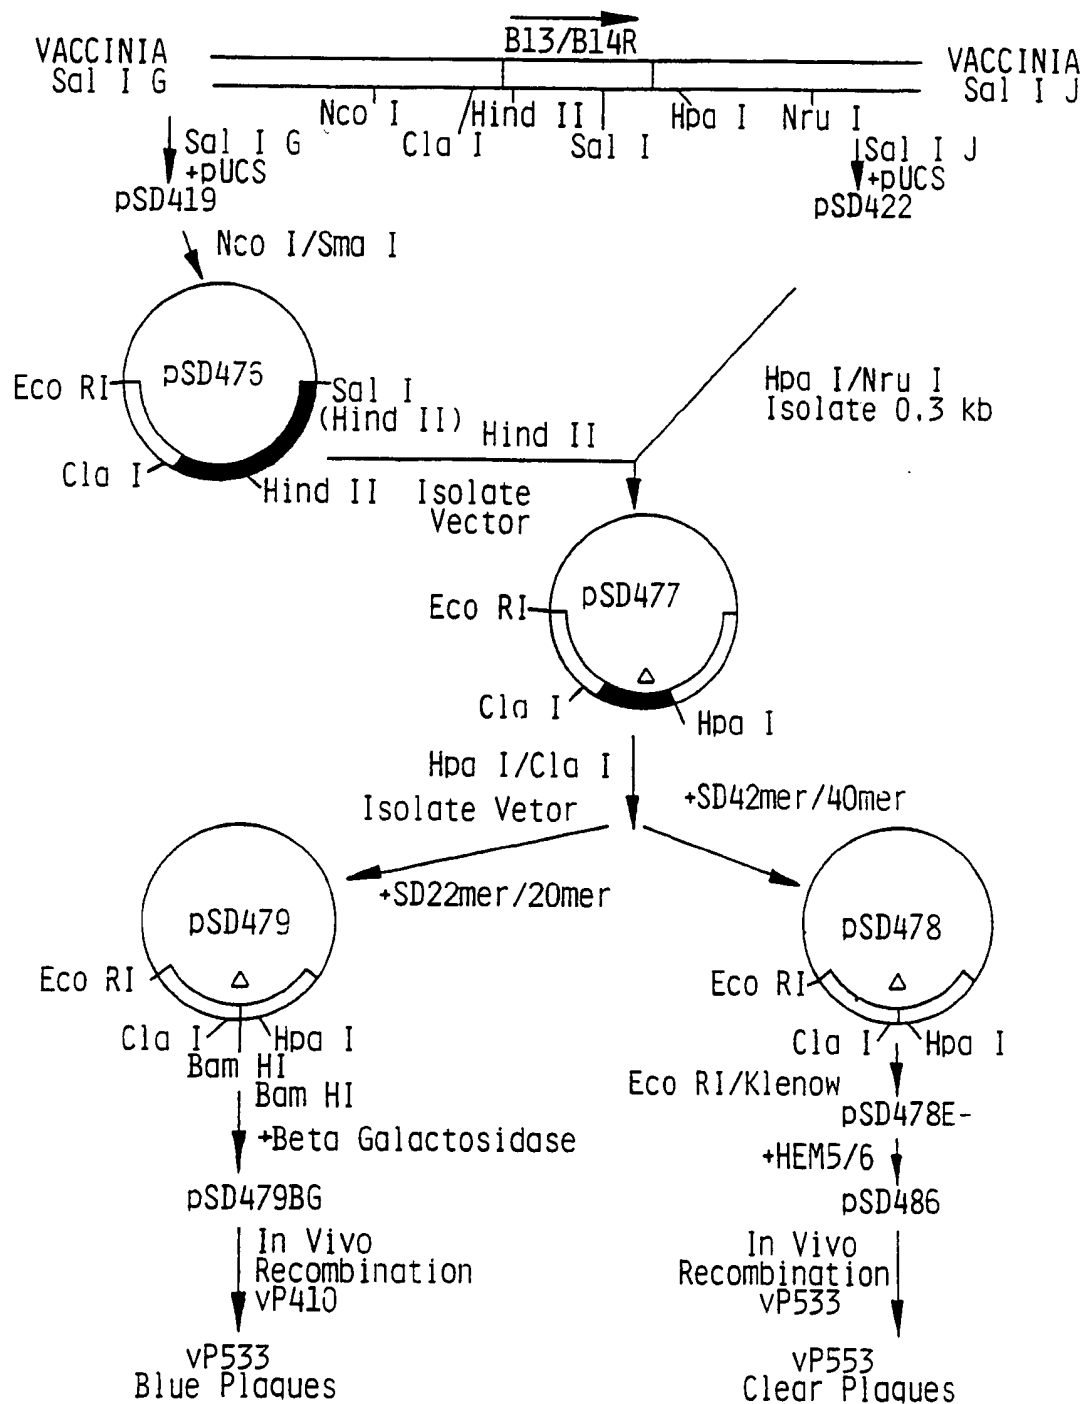 B13/B14R
VACCINIA
Sal I G
VACCINIA
Sal I J
Nco I
Cla I
Hind II
Sal I
Hpa I
Nru I
Sal I G
+pUCS
pSD419
Sal I J
+pUCS
pSD422
Nco I/Sma I
pSD475
Eco RI
Sal I
(Hind II)
Cla I
Hind II
Hind II
Isolate
Vector
Hpa I/Nru I
Isolate 0.3 kb
pSD477
Eco RI
△
Cla I
Hpa I
Hpa I/Cla I
Isolate Vetor
+SD42mer/40mer
+SD22mer/20mer
pSD479
Eco RI
△
Cla I
Hpa I
Bam HI
Bam HI
+Beta Galactosidase
pSD479BG
In Vivo
Recombination
vP410
vP533
Blue Plaques
pSD478
Eco RI
△
Cla I
Hpa I
Eco RI/Klenow
pSD478E-
+HEM5/6
pSD486
In Vivo
Recombination
vP533
vP553
Clear Plaques